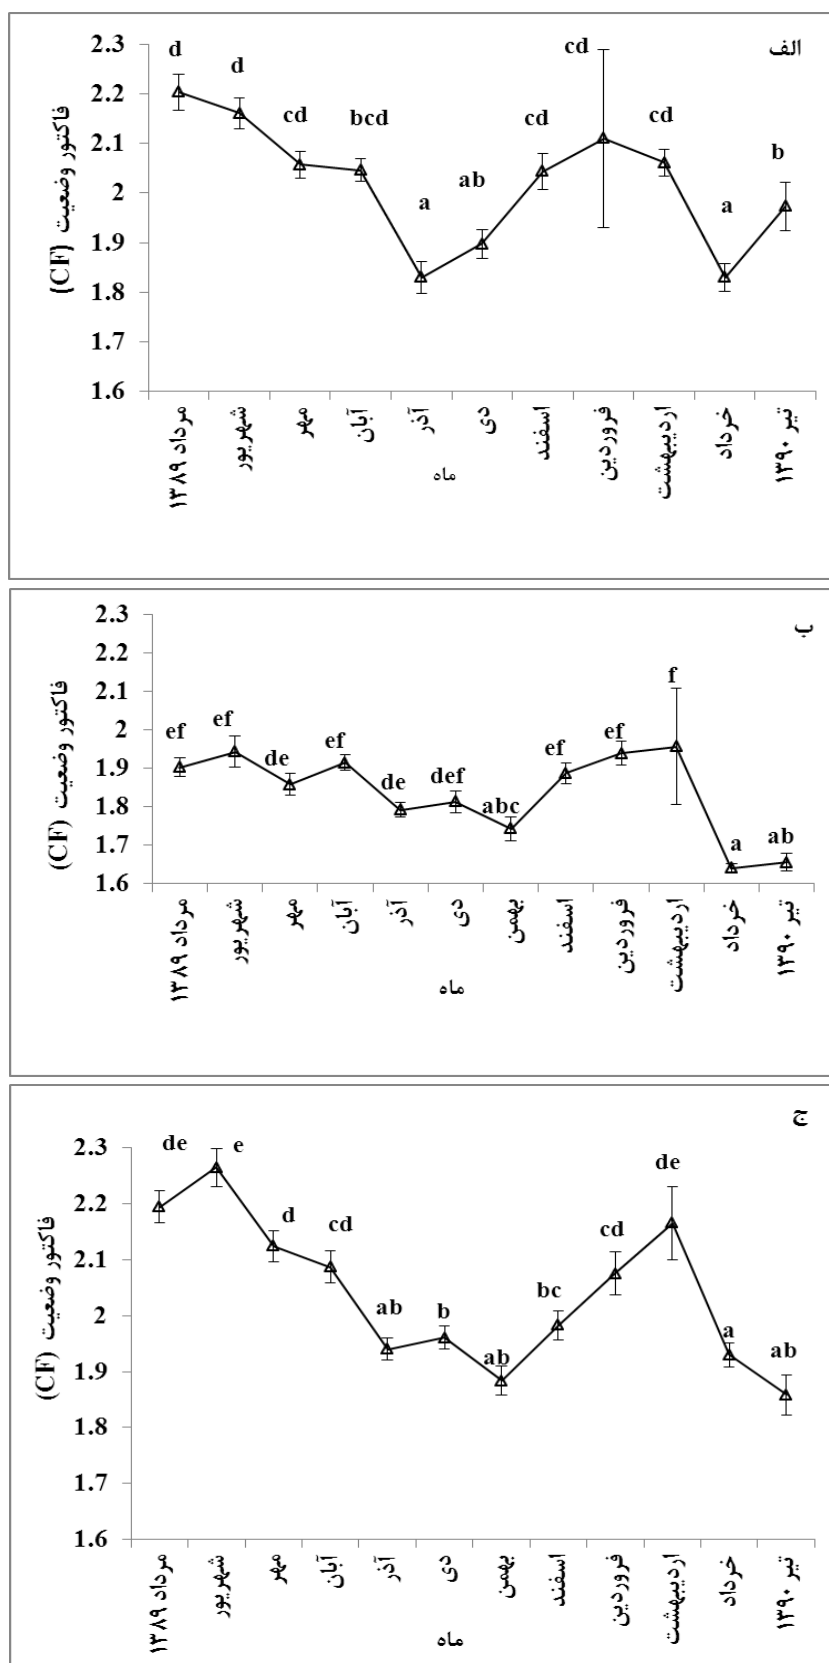 الف
فاکتور وضعیت (CF)
2.3
2.2
2.1
2
1.9
1.8
1.7
1.6
d
d
cd
bcd
a
ab
cd
cd
cd
a
b
مرداد ۱۳۸۹
شهریور
مهر
آبان
آذر
دی
اسفند
فروردین
اردیبهشت
خرداد
تیر ۱۳۹۰
ماه
ب
فاکتور وضعیت (CF)
2.3
2.2
2.1
2
1.9
1.8
1.7
1.6
ef
ef
de
ef
de
def
abc
ef
ef
f
a
ab
مرداد ۱۳۸۹
شهریور
مهر
آبان
آذر
دی
بهمن
اسفند
فروردین
اردیبهشت
خرداد
تیر ۱۳۹۰
ماه
ج
فاکتور وضعیت (CF)
2.3
2.2
2.1
2
1.9
1.8
1.7
1.6
de
e
d
cd
ab
b
ab
bc
cd
de
a
ab
مرداد ۱۳۸۹
شهریور
مهر
آبان
آذر
دی
بهمن
اسفند
فروردین
اردیبهشت
خرداد
تیر ۱۳۹۰
ماه